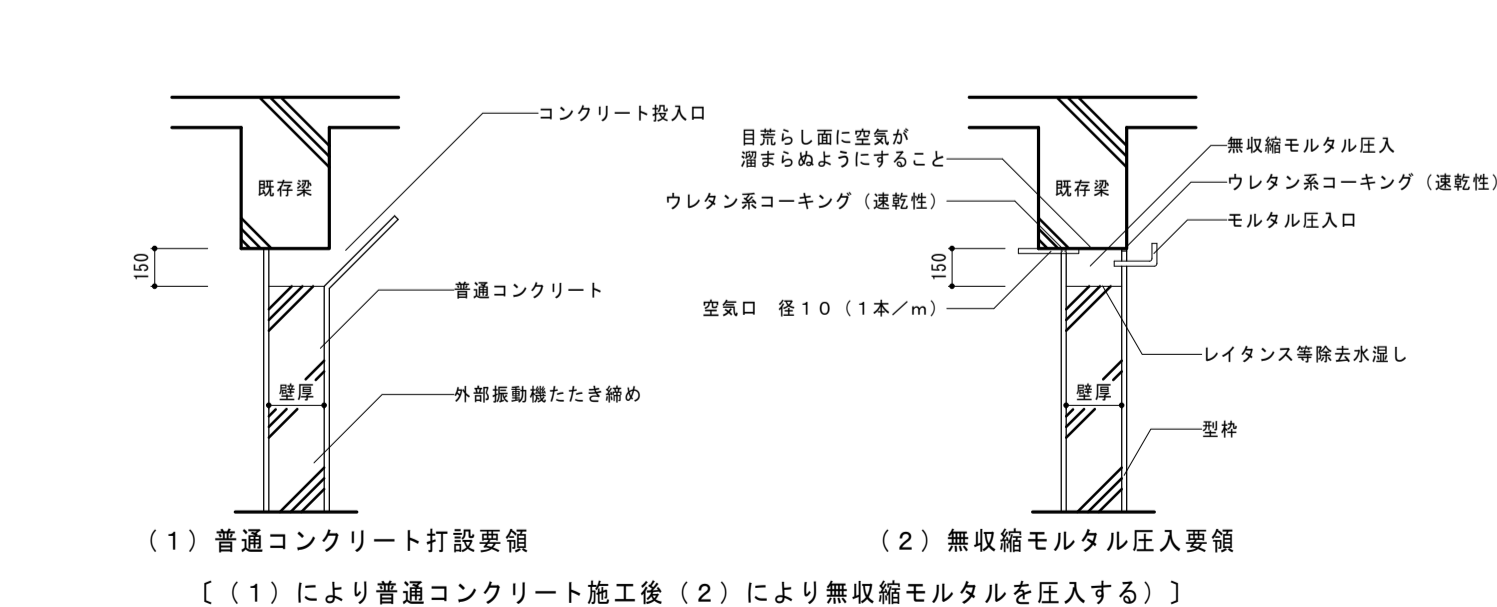 コンクリート投入口
既存梁
150
普通コンクリート
壁厚
外部振動機たたき締め
(1)普通コンクリート打設要領
目荒らし面に空気が
溜まらぬようにすること
無収縮モルタル圧入
既存梁
ウレタン系コーキング(速乾性)
ウレタン系コーキング(速乾性)
モルタル圧入口
150
空気口 径10(1本/m)
レイタンス等除去水湿し
壁厚
型枠
(2)無収縮モルタル圧入要領
〔(1)により普通コンクリート施工後(2)により無収縮モルタルを圧入する)〕